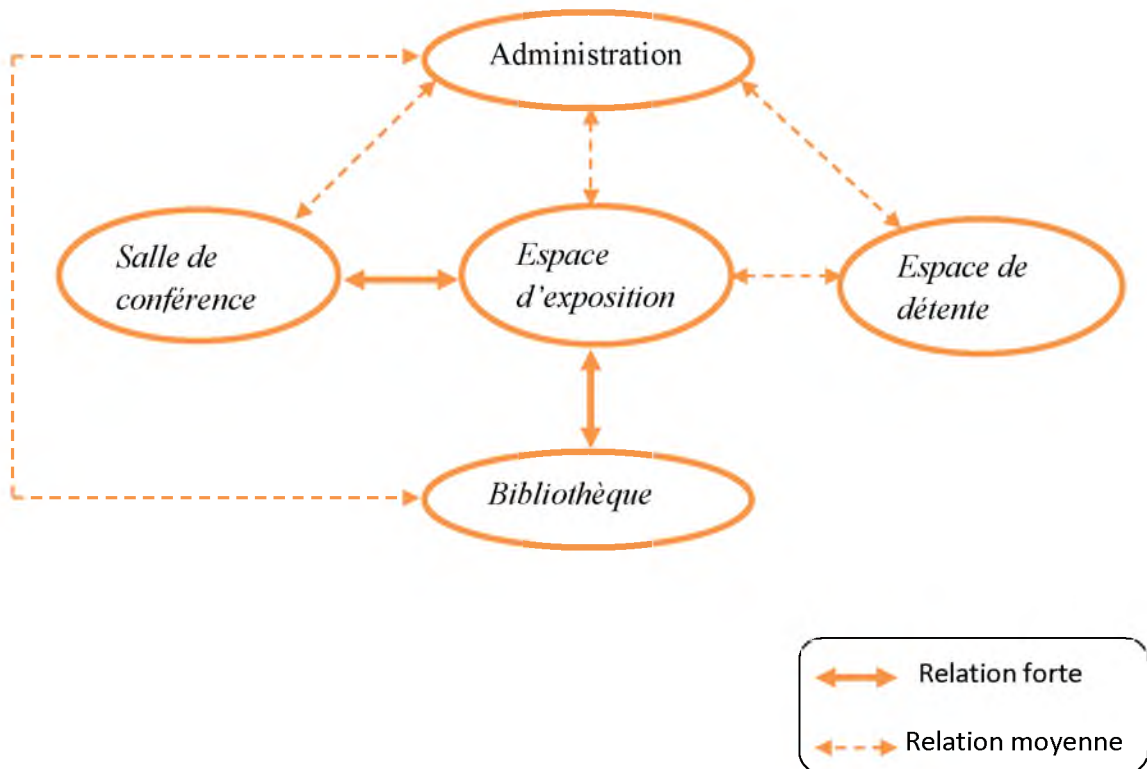 Administration
Salle de
conférence
Espace
d’exposition
Espace de
détente
Bibliothèque
Relation forte
Relation moyenne